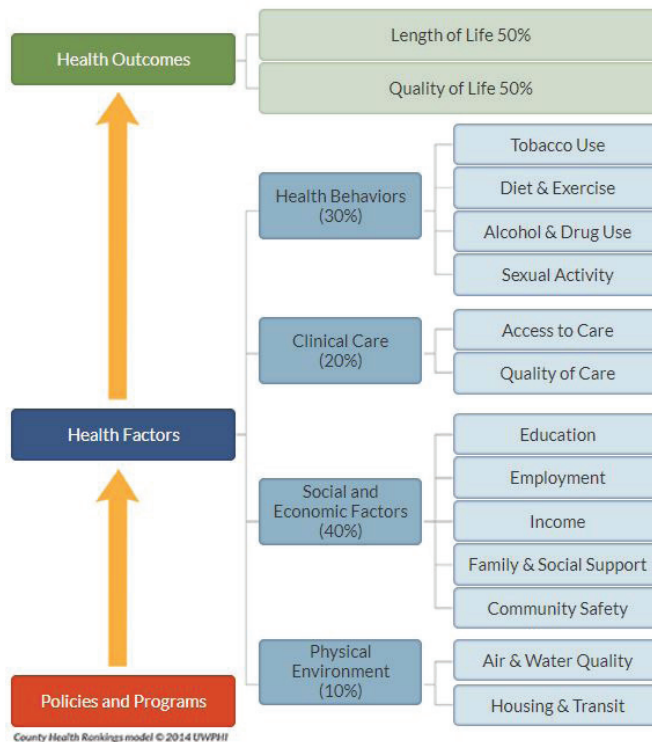 Health Outcomes
Length of Life 50%
Quality of Life 50%
Health Behaviors
(30%)
Tobacco Use
Diet & Exercise
Alcohol & Drug Use
Sexual Activity
Clinical Care
(20%)
Access to Care
Quality of Care
Health Factors
Social and
Economic Factors
(40%)
Education
Employment
Income
Family & Social Support
Community Safety
Physical
Environment
(10%)
Air & Water Quality
Housing & Transit
Policies and Programs
County Health Rankings model © 2014 UWPHI